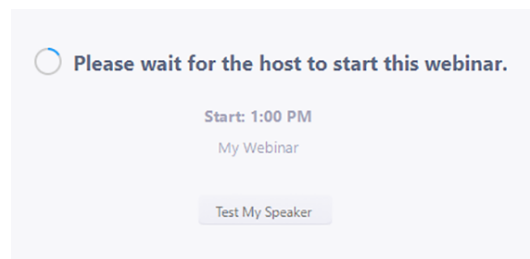 Please wait for the host to start this webinar.
Start: 1:00 PM
My Webinar
Test My Speaker